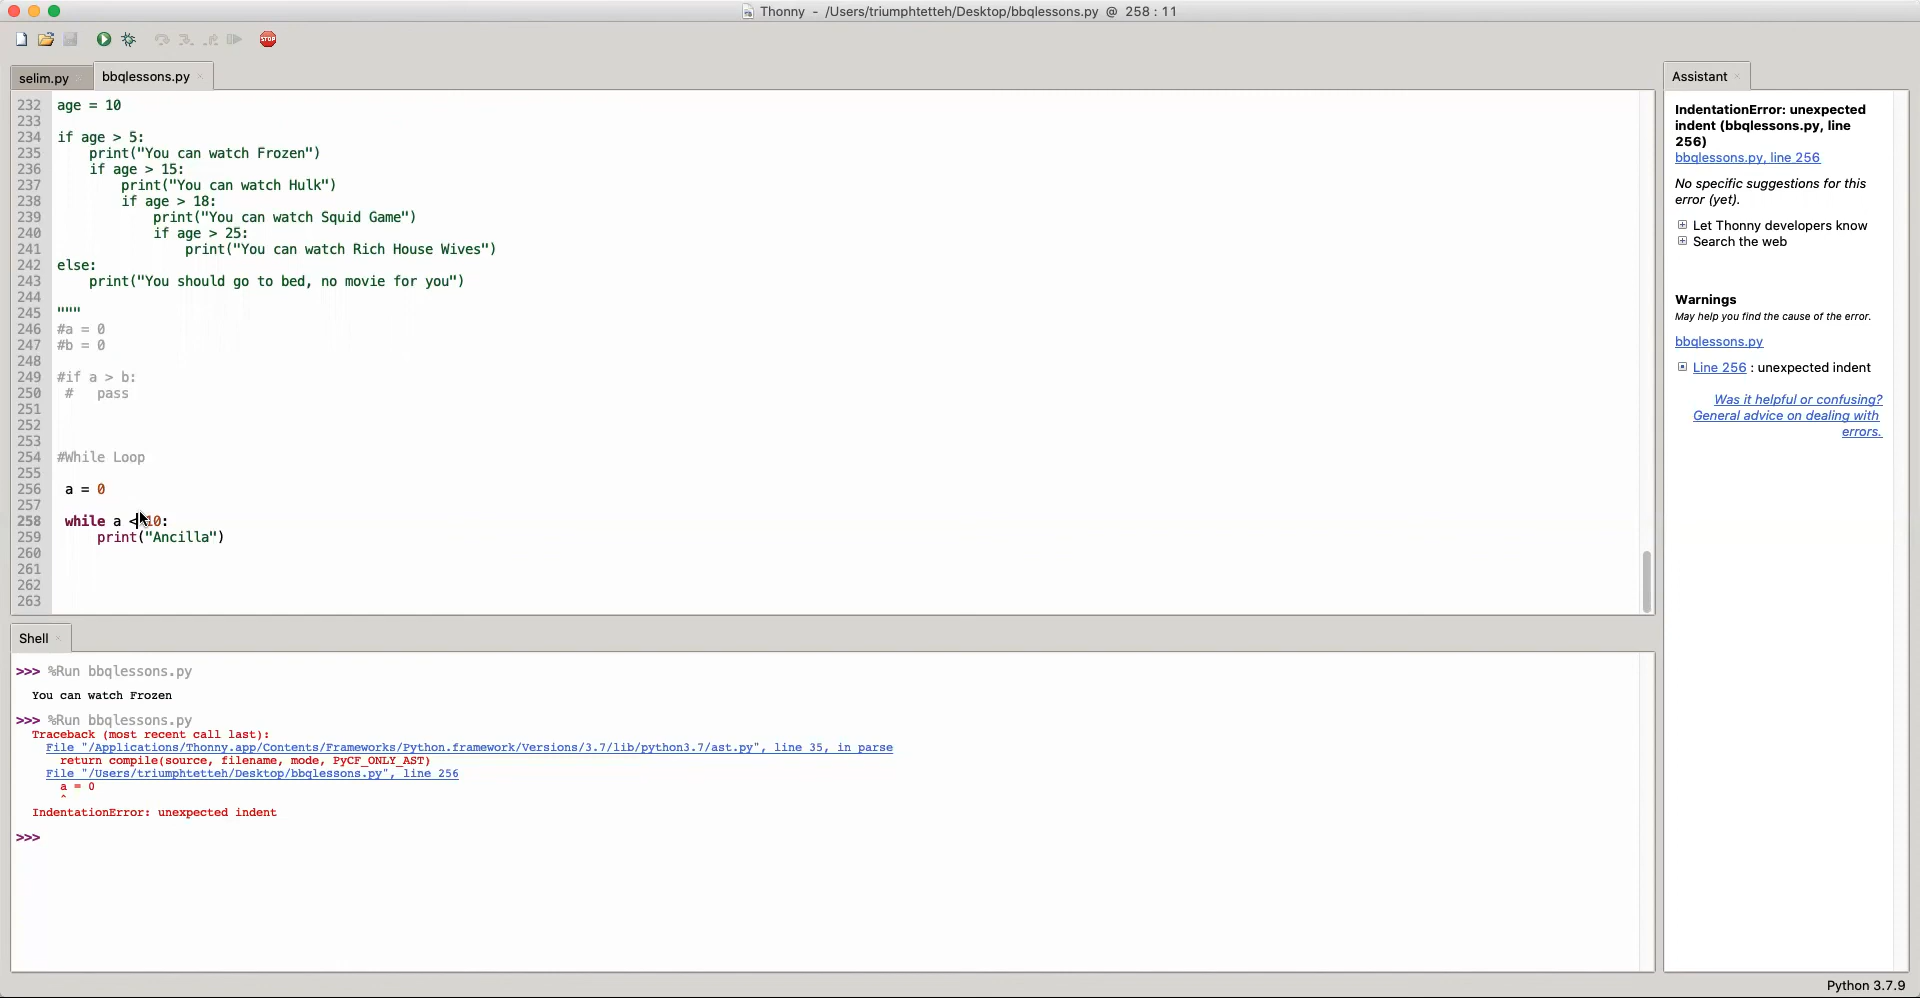 Thonny - /Users/triumphtetteh/Desktop/bbqlessons.py @ 258 : 11
STOP
selim.py
bbqlessons.py
232 age = 10
233
234 if age > 5:
235     print("You can watch Frozen")
236     if age > 15:
237         print("You can watch Hulk")
238         if age > 18:
239             print("You can watch Squid Game")
240             if age > 25:
241                 print("You can watch Rich House Wives")
242 else:
243     print("You should go to bed, no movie for you")
244
245 """
246 #a = 0
247 #b = 0
248
249 #if a > b:
250  #   pass
251
252
253
254 #While Loop
255
256  a = 0
257
258  while a < 10:
259      print("Ancilla")
260
261
262
263
Shell
>>> %Run bbqlessons.py
You can watch Frozen
>>> %Run bbqlessons.py
Traceback (most recent call last):
File "/Applications/Thonny.app/Contents/Frameworks/Python.framework/Versions/3.7/lib/python3.7/ast.py", line 35, in parse
return compile(source, filename, mode, PyCF_ONLY_AST)
File "/Users/triumphtetteh/Desktop/bbqlessons.py", line 256
a = 0
^
IndentationError: unexpected indent
>>>
Assistant
IndentationError: unexpected
indent (bbqlessons.py, line
256)
bbqlessons.py, line 256
No specific suggestions for this
error (yet).
Let Thonny developers know
Search the web
Warnings
May help you find the cause of the error.
bbqlessons.py
Line 256 : unexpected indent
Was it helpful or confusing?
General advice on dealing with
errors.
Python 3.7.9